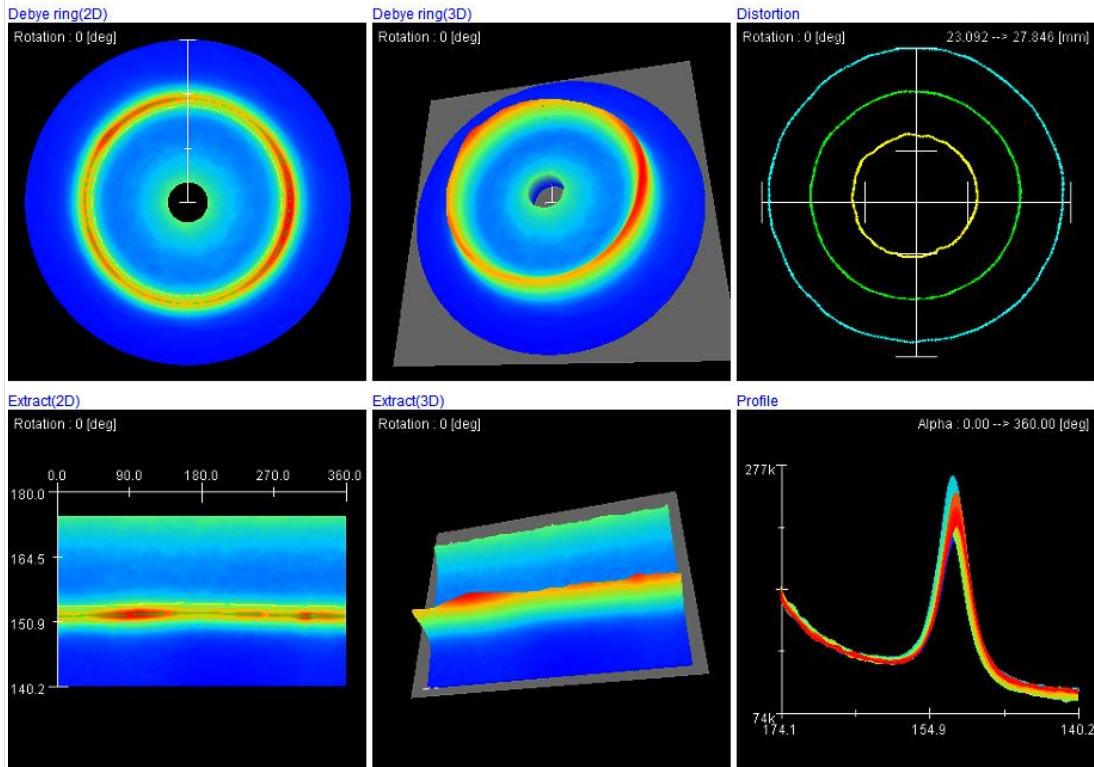 Debye ring(2D)
Rotation : 0 [deg]
Debye ring(3D)
Rotation : 0 [deg]
Distortion
Rotation : 0 [deg]
23.092 --> 27.846 [mm]
Extract(2D)
Rotation : 0 [deg]
0.0 90.0 180.0 270.0 360.0
180.0
164.5
150.9
140.2
Extract(3D)
Rotation : 0 [deg]
Profile
Alpha : 0.00 --> 360.00 [deg]
277k
74k
174.1 154.9 140.2